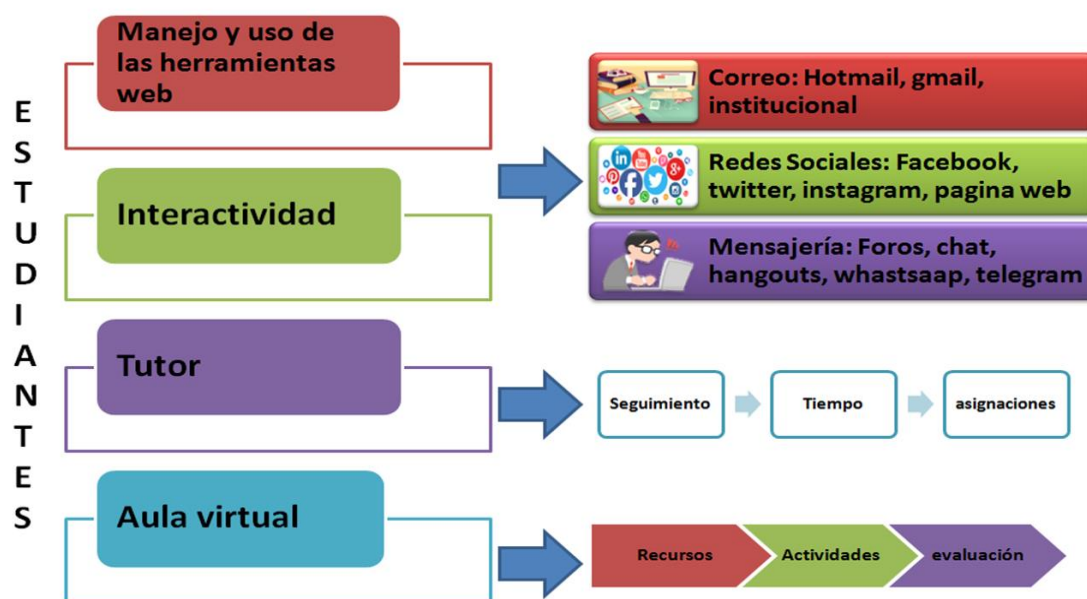 ESTUDIANTES
Manejo y uso de
las herramientas
web
Interactividad
Tutor
Aula virtual
Correo: Hotmail, gmail,
institucional
Redes Sociales: Facebook,
twitter, instagram, pagina web
Mensajería: Foros, chat,
hangouts, whastsaap, telegram
Seguimiento
Tiempo
asignaciones
Recursos
Actividades
evaluación